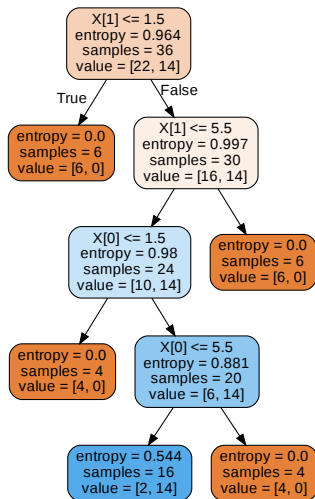 X[1] <= 1.5
entropy = 0.964
samples = 36
value = [22, 14]
True
False
entropy = 0.0
samples = 6
value = [6, 0]
X[1] <= 5.5
entropy = 0.997
samples = 30
value = [16, 14]
X[0] <= 1.5
entropy = 0.98
samples = 24
value = [10, 14]
entropy = 0.0
samples = 6
value = [6, 0]
entropy = 0.0
samples = 4
value = [4, 0]
X[0] <= 5.5
entropy = 0.881
samples = 20
value = [6, 14]
entropy = 0.544
samples = 16
value = [2, 14]
entropy = 0.0
samples = 4
value = [4, 0]